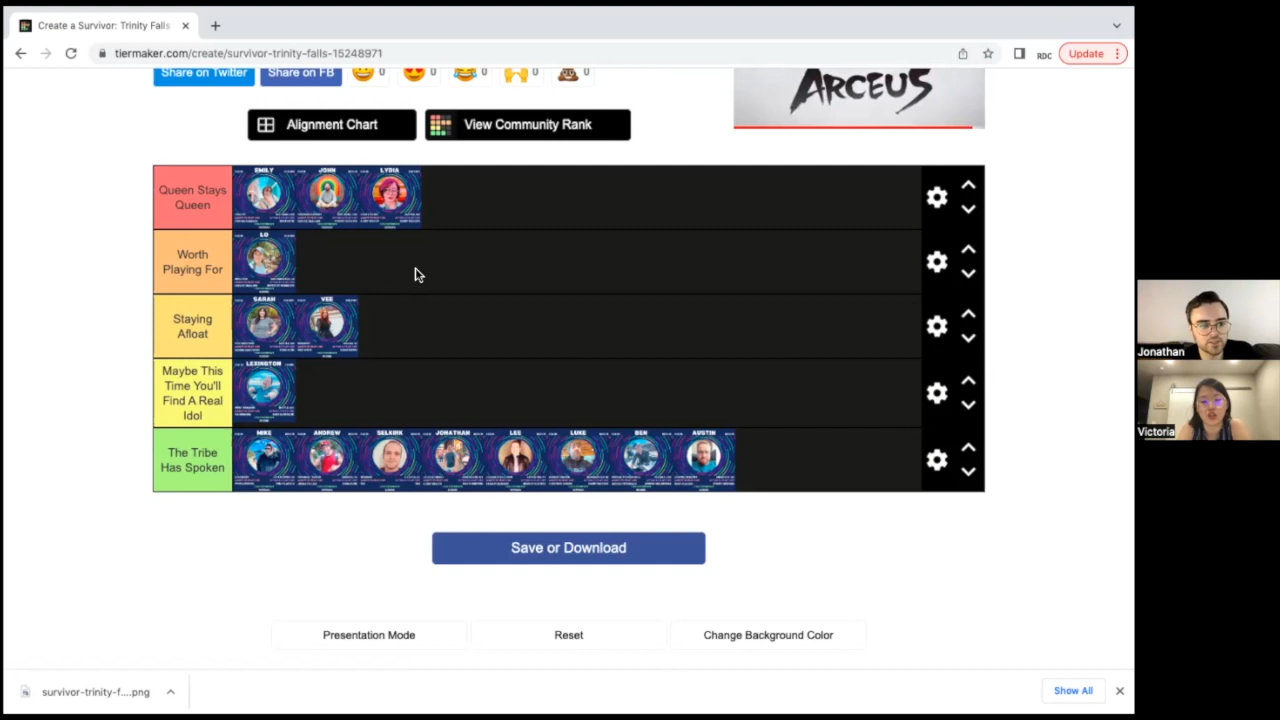 Create a Survivor: Trinity Falls
tiermaker.com/create/survivor-trinity-falls-15248971
RDC
Update
Share on Twitter
Share on FB
0
0
0
0
0
ARCEUS
Alignment Chart
View Community Rank
Queen Stays
Queen
EMILY
JOHN
LYDIA
Worth
Playing For
LO
Staying
Afloat
SARAH
VEE
Maybe This
Time You'll
Find A Real
Idol
LEXINGTON
The Tribe
Has Spoken
MIKE
ANDREW
SELKIRK
JONATHAN
LEE
LUKE
BEN
AUSTIN
Save or Download
Presentation Mode
Reset
Change Background Color
survivor-trinity-f....png
Show All
Jonathan
Victoria